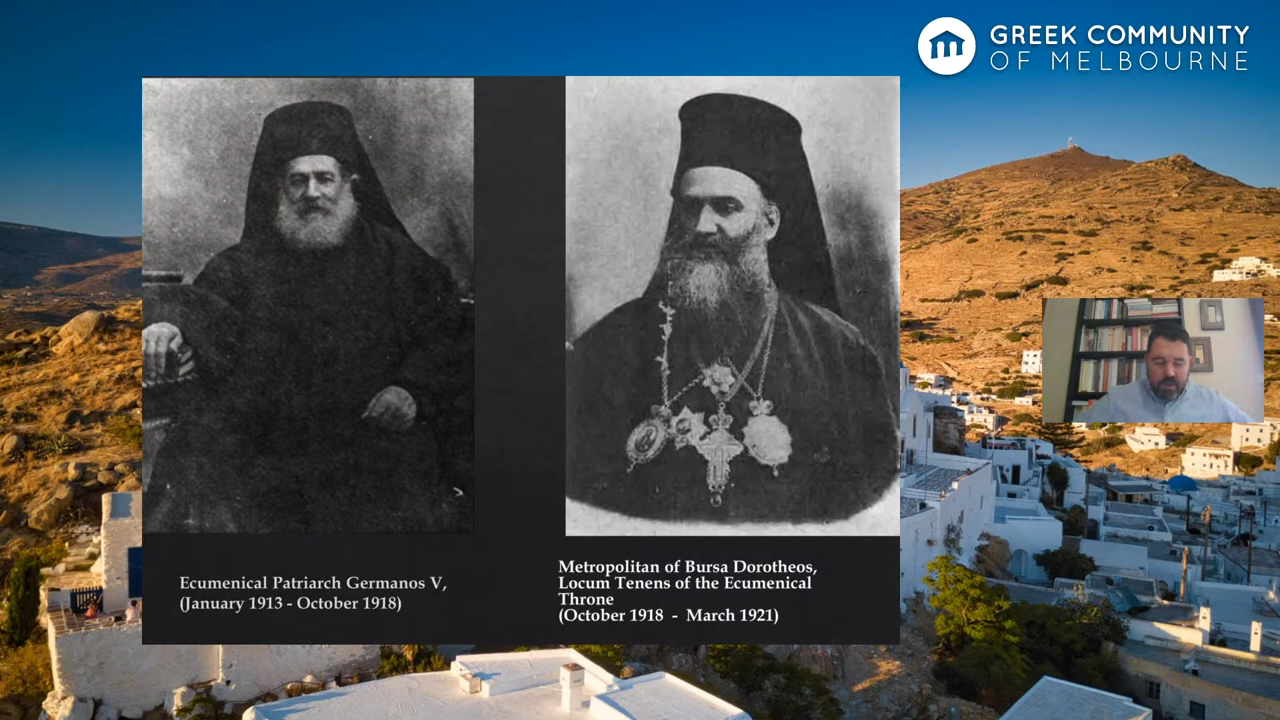 GREEK COMMUNITY
OF MELBOURNE
Ecumenical Patriarch Germanos V,
(January 1913 - October 1918)
Metropolitan of Bursa Dorotheos,
Locum Tenens of the Ecumenical
Throne
(October 1918 - March 1921)